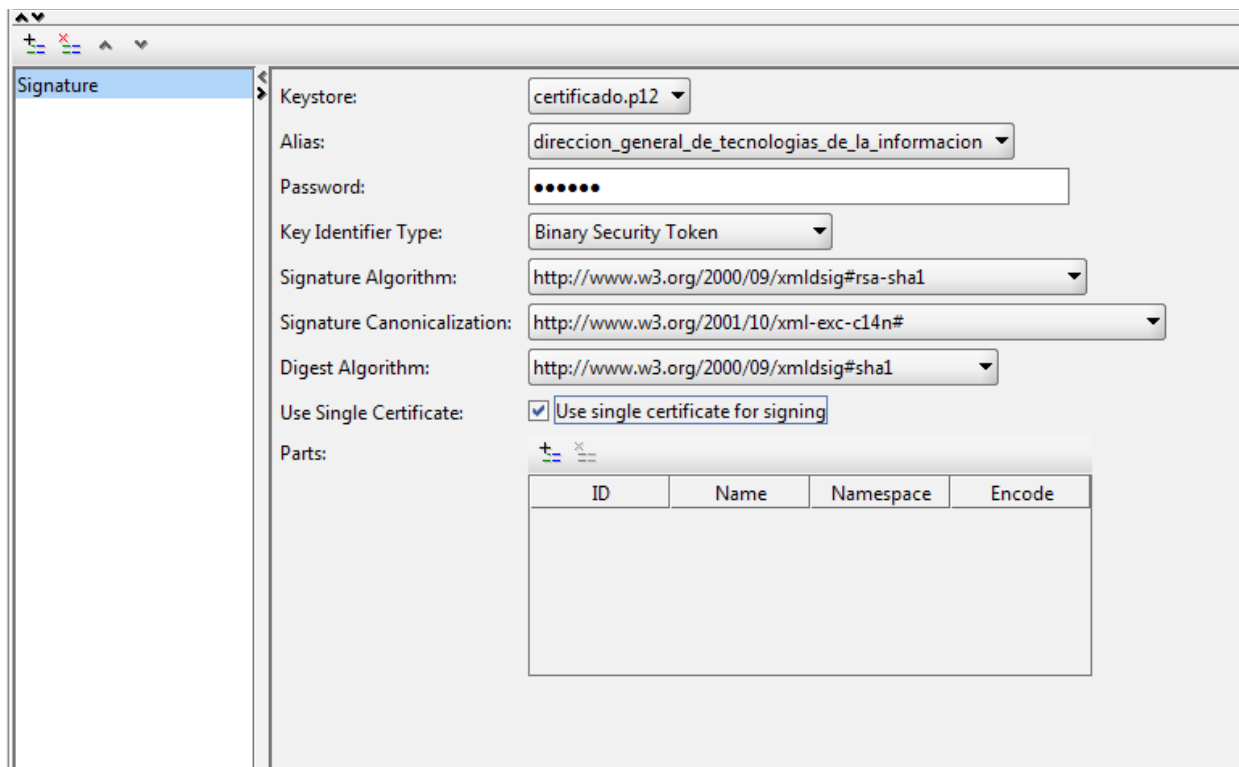 Signature
Keystore: certificado.p12
Alias: direccion_general_de_tecnologias_de_la_informacion
Password: ••••••
Key Identifier Type: Binary Security Token
Signature Algorithm: http://www.w3.org/2000/09/xmldsig#rsa-sha1
Signature Canonicalization: http://www.w3.org/2001/10/xml-exc-c14n#
Digest Algorithm: http://www.w3.org/2000/09/xmldsig#sha1
Use Single Certificate: Use single certificate for signing
Parts:
ID Name Namespace Encode